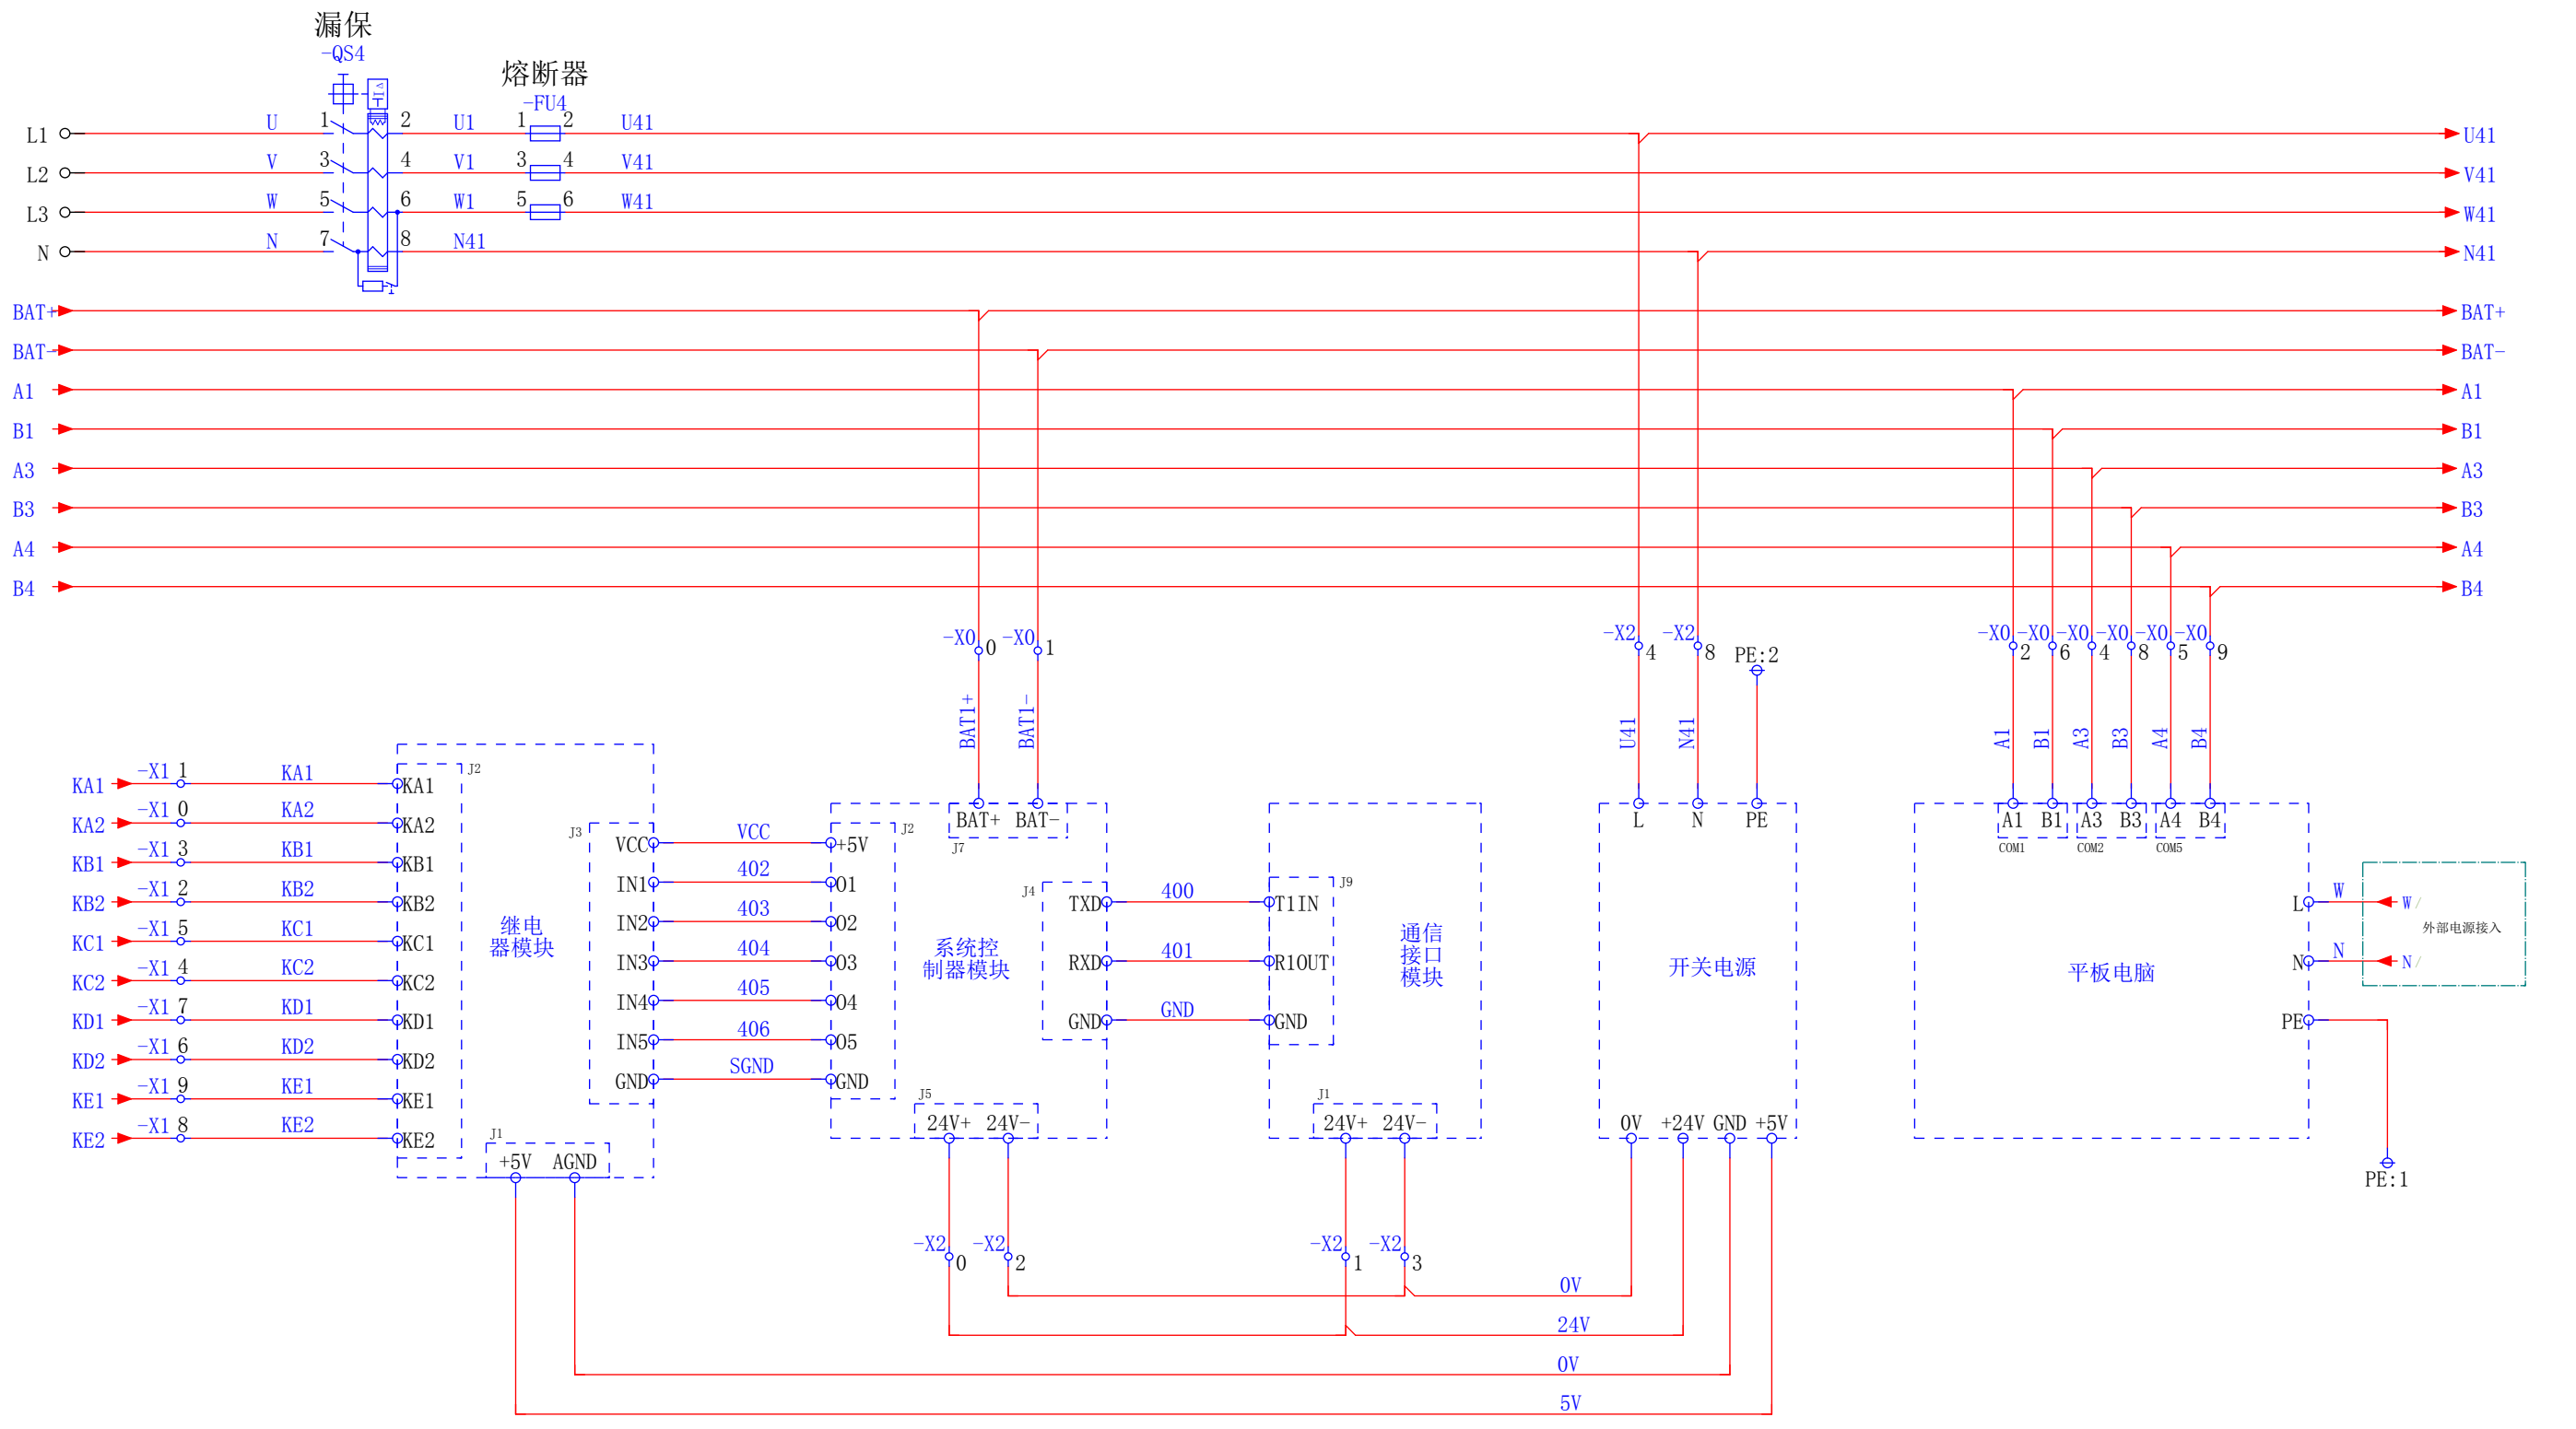 漏保
-QS4
熔断器
-FU4
L1 U 1 2 U1 1 2 U41 U41
L2 V 3 4 V1 3 4 V41 V41
L3 W 5 6 W1 5 6 W41 W41
N N 7 8 N41 N41
BAT+ BAT+
BAT- BAT-
A1 A1
B1 B1
A3 A3
B3 B3
A4 A4
B4 B4
-X0 0 -X0 1 -X2 4 -X2 8 PE:2 -X0 2 -X0 6 -X0 4 -X0 8 -X0 5 -X0 9
BAT1+ BAT1- U41 N41 A1 B1 A3 B3 A4 B4
KA1 -X1 1 KA1 KA1
KA2 -X1 0 KA2 KA2
KB1 -X1 3 KB1 KB1
KB2 -X1 2 KB2 KB2
KC1 -X1 5 KC1 KC1
KC2 -X1 4 KC2 KC2
KD1 -X1 7 KD1 KD1
KD2 -X1 6 KD2 KD2
KE1 -X1 9 KE1 KE1
KE2 -X1 8 KE2 KE2
J2
继电
器模块
J3
VCC VCC +5V
IN1 402 O1
IN2 403 O2
IN3 404 O3
IN4 405 O4
IN5 406 O5
GND SGND GND
J1
+5V AGND
J2
BAT+ BAT-
J7
系统控
制器模块
J4
TXD 400 T1IN
RXD 401 R1OUT
GND GND GND
J5
24V+ 24V-
J9
通信
接口
模块
J1
24V+ 24V-
L N PE
开关电源
0V +24V GND +5V
A1 B1 A3 B3 A4 B4
COM1 COM2 COM5
平板电脑
L W W/
外部电源接入
N N N/
PE
PE:1
-X2 0 -X2 2 -X2 1 -X2 3
0V
24V
0V
5V